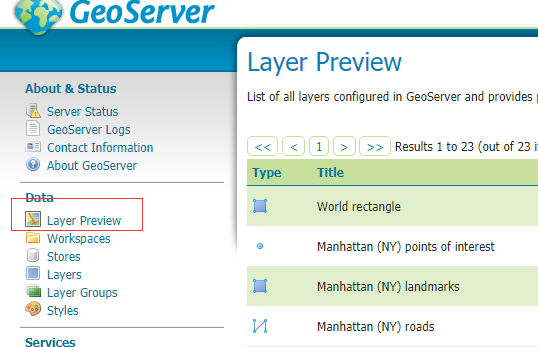 GeoServer
About & Status
Server Status
GeoServer Logs
Contact Information
About GeoServer
Data
Layer Preview
Workspaces
Stores
Layers
Layer Groups
Styles
Services
Layer Preview
List of all layers configured in GeoServer and provides
<< < 1 > >> Results 1 to 23 (out of 23
Type Title
World rectangle
Manhattan (NY) points of interest
Manhattan (NY) landmarks
Manhattan (NY) roads